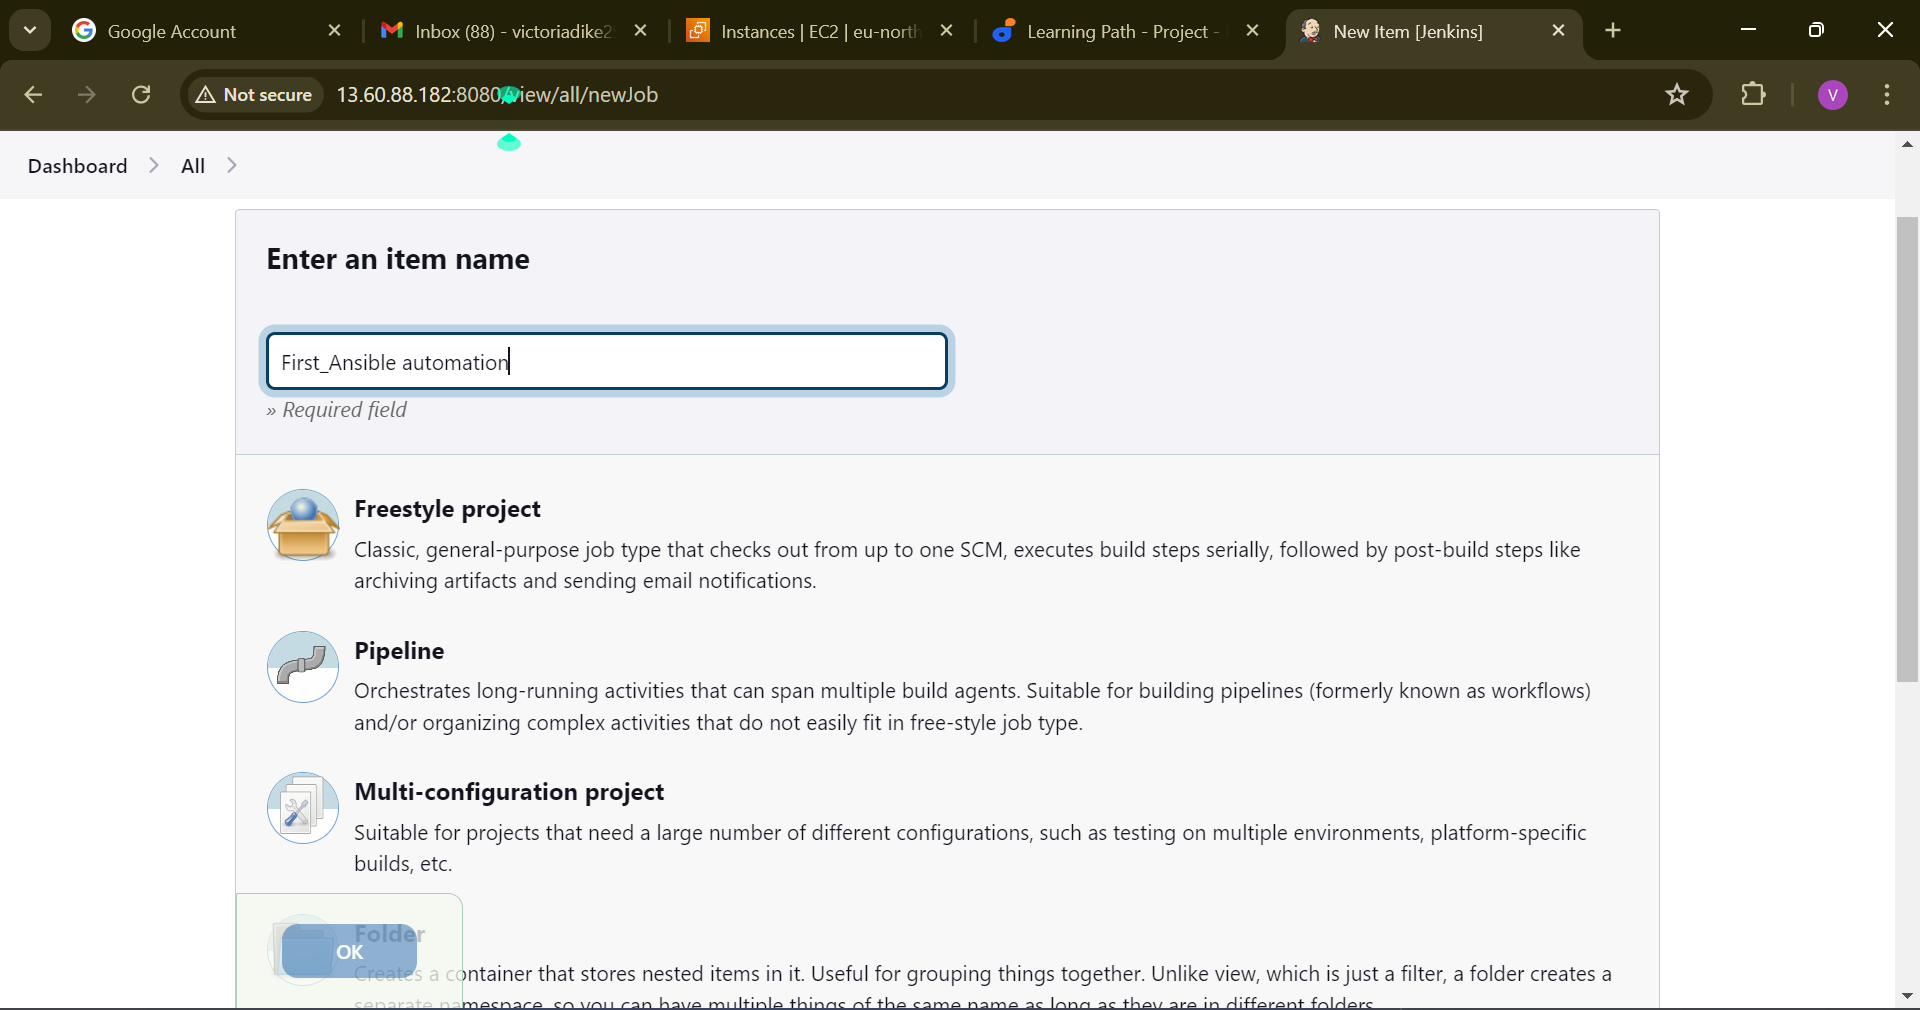 Google Account
Inbox (88) - victoriadike2
Instances | EC2 | eu-north
Learning Path - Project -
New Item [Jenkins]
Not secure
13.60.88.182:8080/view/all/newJob
V
Dashboard
All
Enter an item name
First_Ansible automation
» Required field
Freestyle project
Classic, general-purpose job type that checks out from up to one SCM, executes build steps serially, followed by post-build steps like
archiving artifacts and sending email notifications.
Pipeline
Orchestrates long-running activities that can span multiple build agents. Suitable for building pipelines (formerly known as workflows)
and/or organizing complex activities that do not easily fit in free-style job type.
Multi-configuration project
Suitable for projects that need a large number of different configurations, such as testing on multiple environments, platform-specific
builds, etc.
Folder
OK
Creates a container that stores nested items in it. Useful for grouping things together. Unlike view, which is just a filter, a folder creates a
separate namespace, so you can have multiple things of the same name as long as they are in different folders.